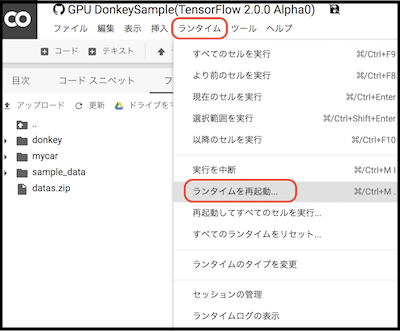 CO GPU DonkeySample(TensorFlow 2.0.0 Alpha0)
ファイル 編集 表示 挿入 ランタイム ツール ヘルプ
コード テキスト
すべてのセルを実行 ⌘/Ctrl+F9
より前のセルを実行 ⌘/Ctrl+F8
現在のセルを実行 ⌘/Ctrl+Enter
選択範囲を実行 ⌘/Ctrl+Shift+Enter
以降のセルを実行 ⌘/Ctrl+F10
実行を中断 ⌘/Ctrl+M I
ランタイムを再起動... ⌘/Ctrl+M .
再起動してすべてのセルを実行...
すべてのランタイムをリセット...
ランタイムのタイプを変更
セッションの管理
ランタイムログの表示
目次 コード スニペット フ
アップロード 更新 ドライブをマ
..
donkey
mycar
sample_data
datas.zip